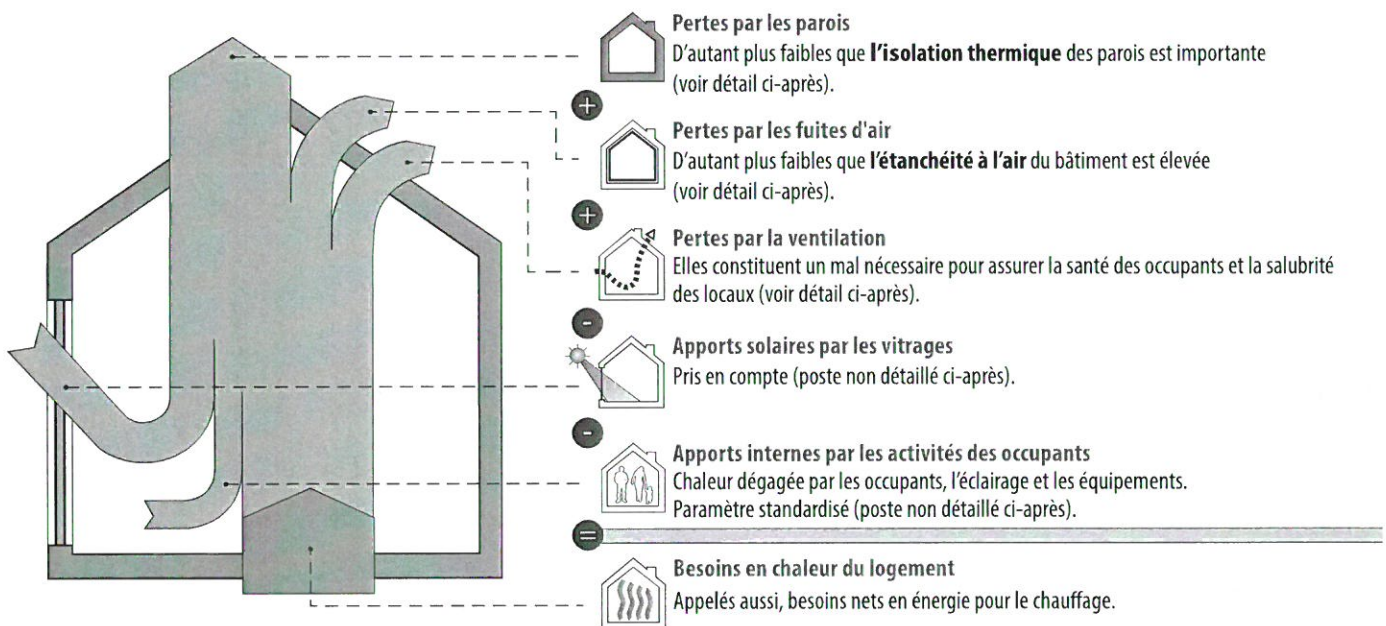 Pertes par les parois
D'autant plus faibles que l'isolation thermique des parois est importante
(voir détail ci-après).
+
Pertes par les fuites d'air
D'autant plus faibles que l'étanchéité à l'air du bâtiment est élevée
(voir détail ci-après).
+
Pertes par la ventilation
Elles constituent un mal nécessaire pour assurer la santé des occupants et la salubrité
des locaux (voir détail ci-après).
-
Apports solaires par les vitrages
Pris en compte (poste non détaillé ci-après).
-
Apports internes par les activités des occupants
Chaleur dégagée par les occupants, l'éclairage et les équipements.
Paramètre standardisé (poste non détaillé ci-après).
=
Besoins en chaleur du logement
Appelés aussi, besoins nets en énergie pour le chauffage.